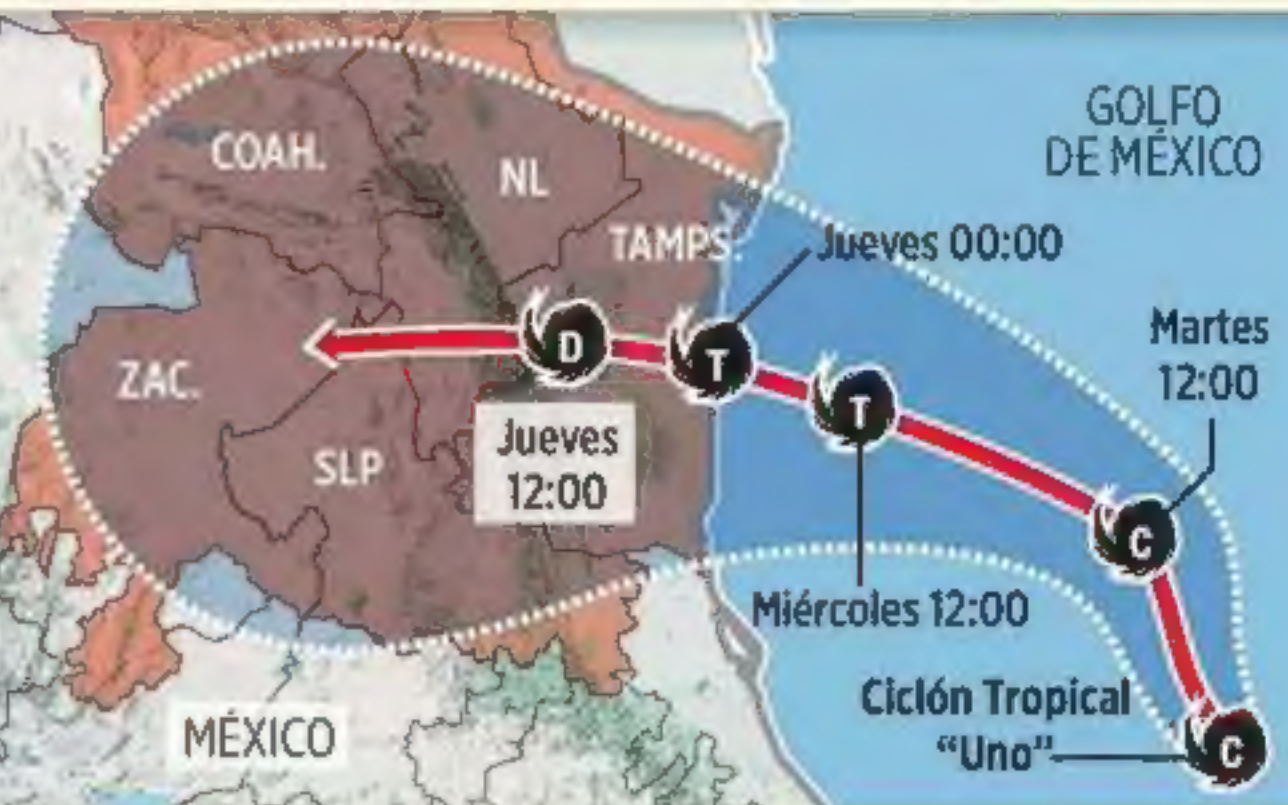 GOLFO
DE MÉXICO
COAH.
NL
TAMPS.
Jueves 00:00
Martes
12:00
D
T
T
ZAC.
Jueves
12:00
SLP
C
Miércoles 12:00
Ciclón Tropical
“Uno”
C
MÉXICO